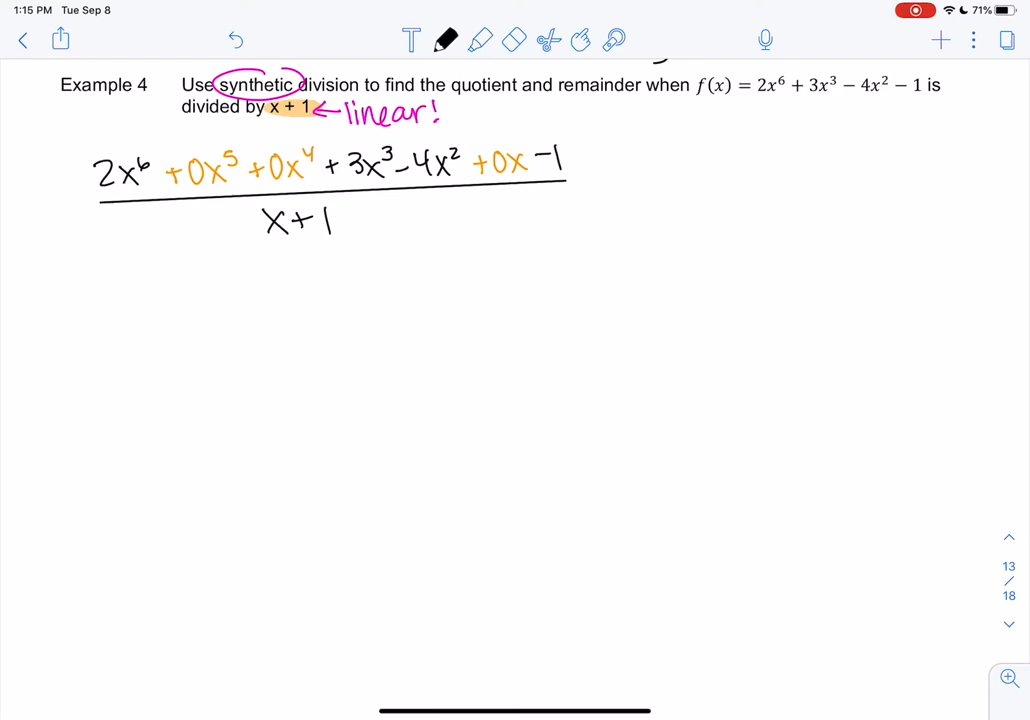 1:15 PM Tue Sep 8 71%
Example 4 Use synthetic division to find the quotient and remainder when f(x) = 2x⁶ + 3x³ − 4x² − 1 is
divided by x + 1 ← linear!
2x⁶ +0x⁵ +0x⁴ +3x³ -4x² +0x -1
x+1
13
/
18